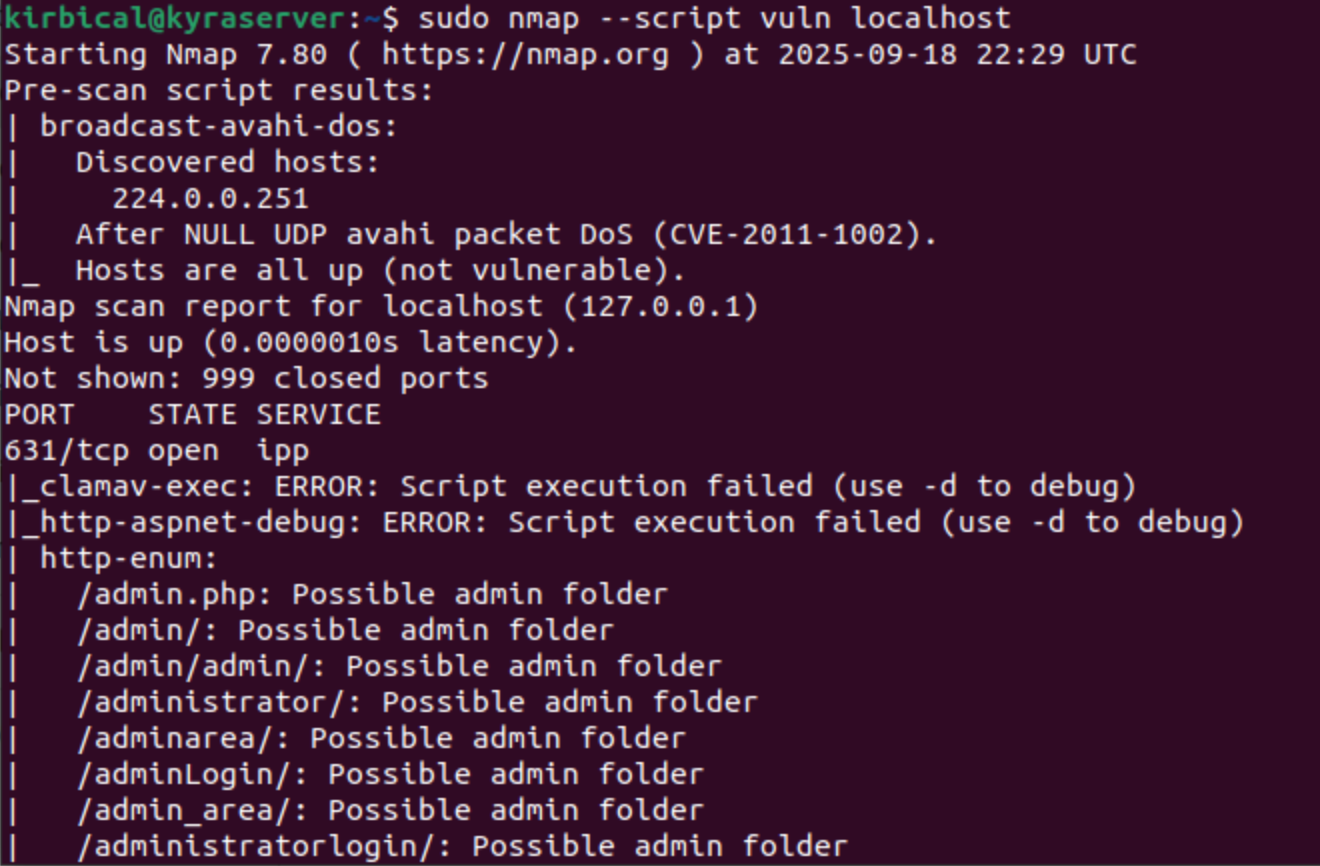 kirbical@kyraserver:~$ sudo nmap --script vuln localhost
Starting Nmap 7.80 ( https://nmap.org ) at 2025-09-18 22:29 UTC
Pre-scan script results:
| broadcast-avahi-dos:
|   Discovered hosts:
|     224.0.0.251
|   After NULL UDP avahi packet DoS (CVE-2011-1002).
|_  Hosts are all up (not vulnerable).
Nmap scan report for localhost (127.0.0.1)
Host is up (0.0000010s latency).
Not shown: 999 closed ports
PORT    STATE SERVICE
631/tcp open  ipp
|_clamav-exec: ERROR: Script execution failed (use -d to debug)
|_http-aspnet-debug: ERROR: Script execution failed (use -d to debug)
| http-enum:
|   /admin.php: Possible admin folder
|   /admin/: Possible admin folder
|   /admin/admin/: Possible admin folder
|   /administrator/: Possible admin folder
|   /adminarea/: Possible admin folder
|   /adminLogin/: Possible admin folder
|   /admin_area/: Possible admin folder
|   /administratorlogin/: Possible admin folder